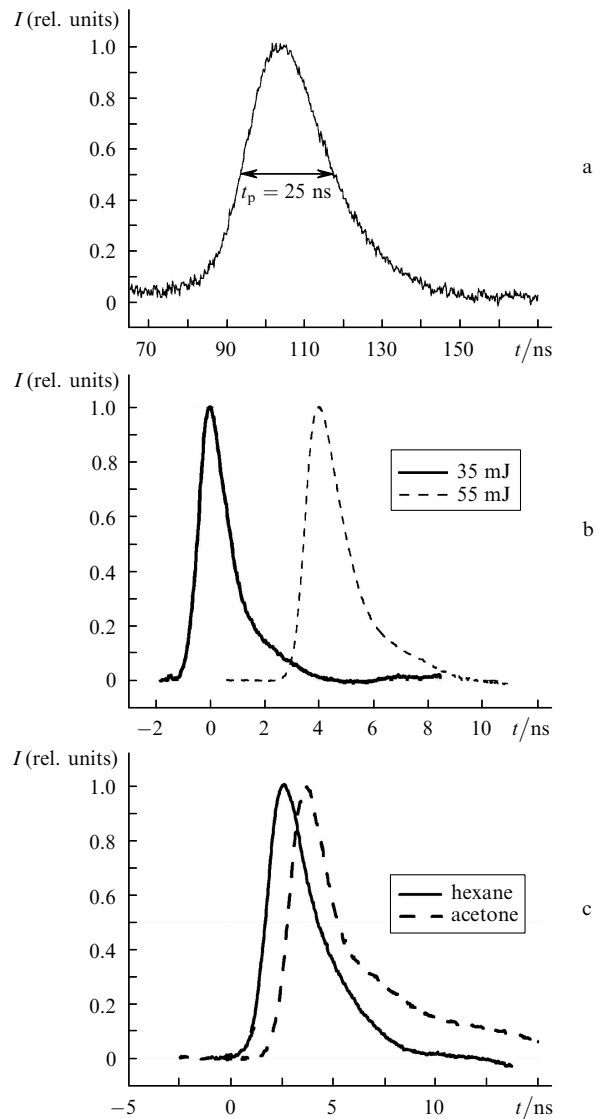 I (rel. units)
1.0
0.8
0.6
0.4
0.2
0
t_p = 25 ns
a
70 90 110 130 150 t/ns
I (rel. units)
1.0
0.8
0.6
0.4
0.2
0
35 mJ
55 mJ
b
−2 0 2 4 6 8 10 t/ns
I (rel. units)
1.0
0.8
0.6
0.4
0.2
0
hexane
acetone
c
−5 0 5 10 t/ns